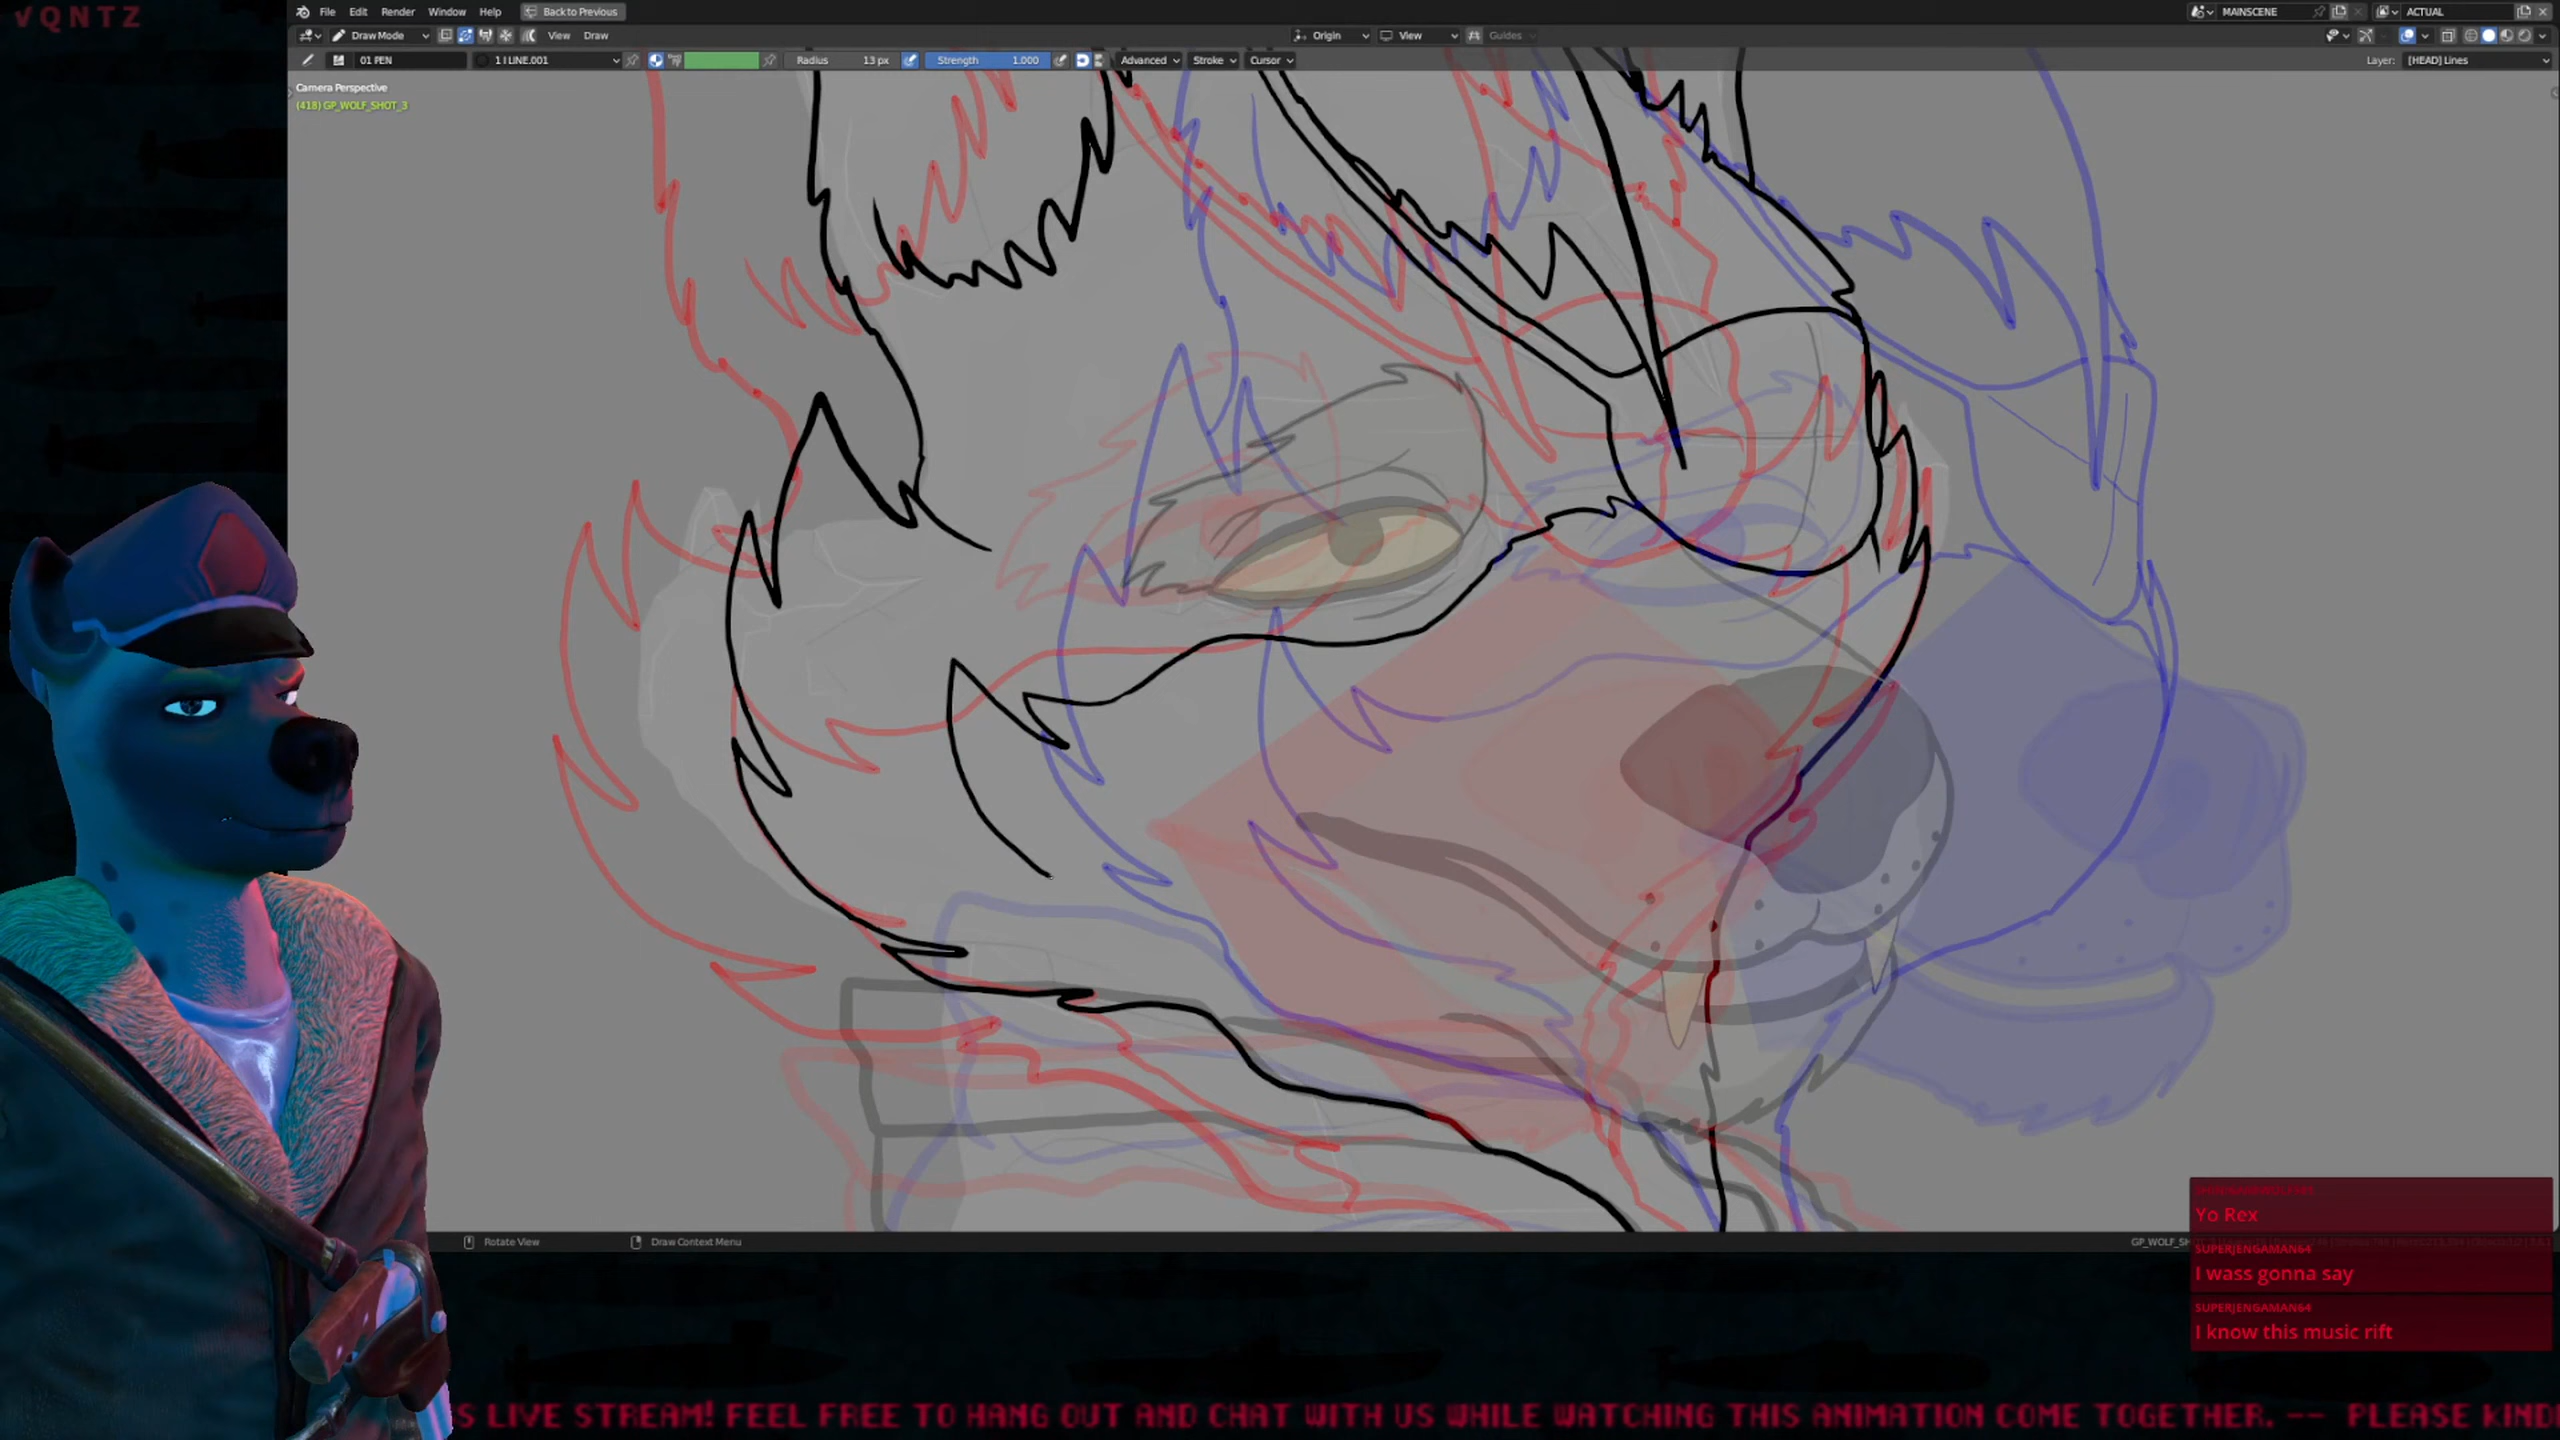 VQNTZ
File Edit Render Window Help Back to Previous
MAINSCENE ACTUAL
Draw Mode View Draw Origin View Guides
01 PEN 1 I LINE.001 Radius 13 px Strength 1.000 Advanced Stroke Cursor Layer: [HEAD] Lines
Camera Perspective
(418) GP_WOLF_SHOT_3
Yo Rex
SUPERJENGAMAN64
I wass gonna say
SUPERJENGAMAN64
I know this music rift
Rotate View Draw Context Menu GP_WOLF_SH
S LIVE STREAM! FEEL FREE TO HANG OUT AND CHAT WITH US WHILE WATCHING THIS ANIMATION COME TOGETHER. -- PLEASE KIND